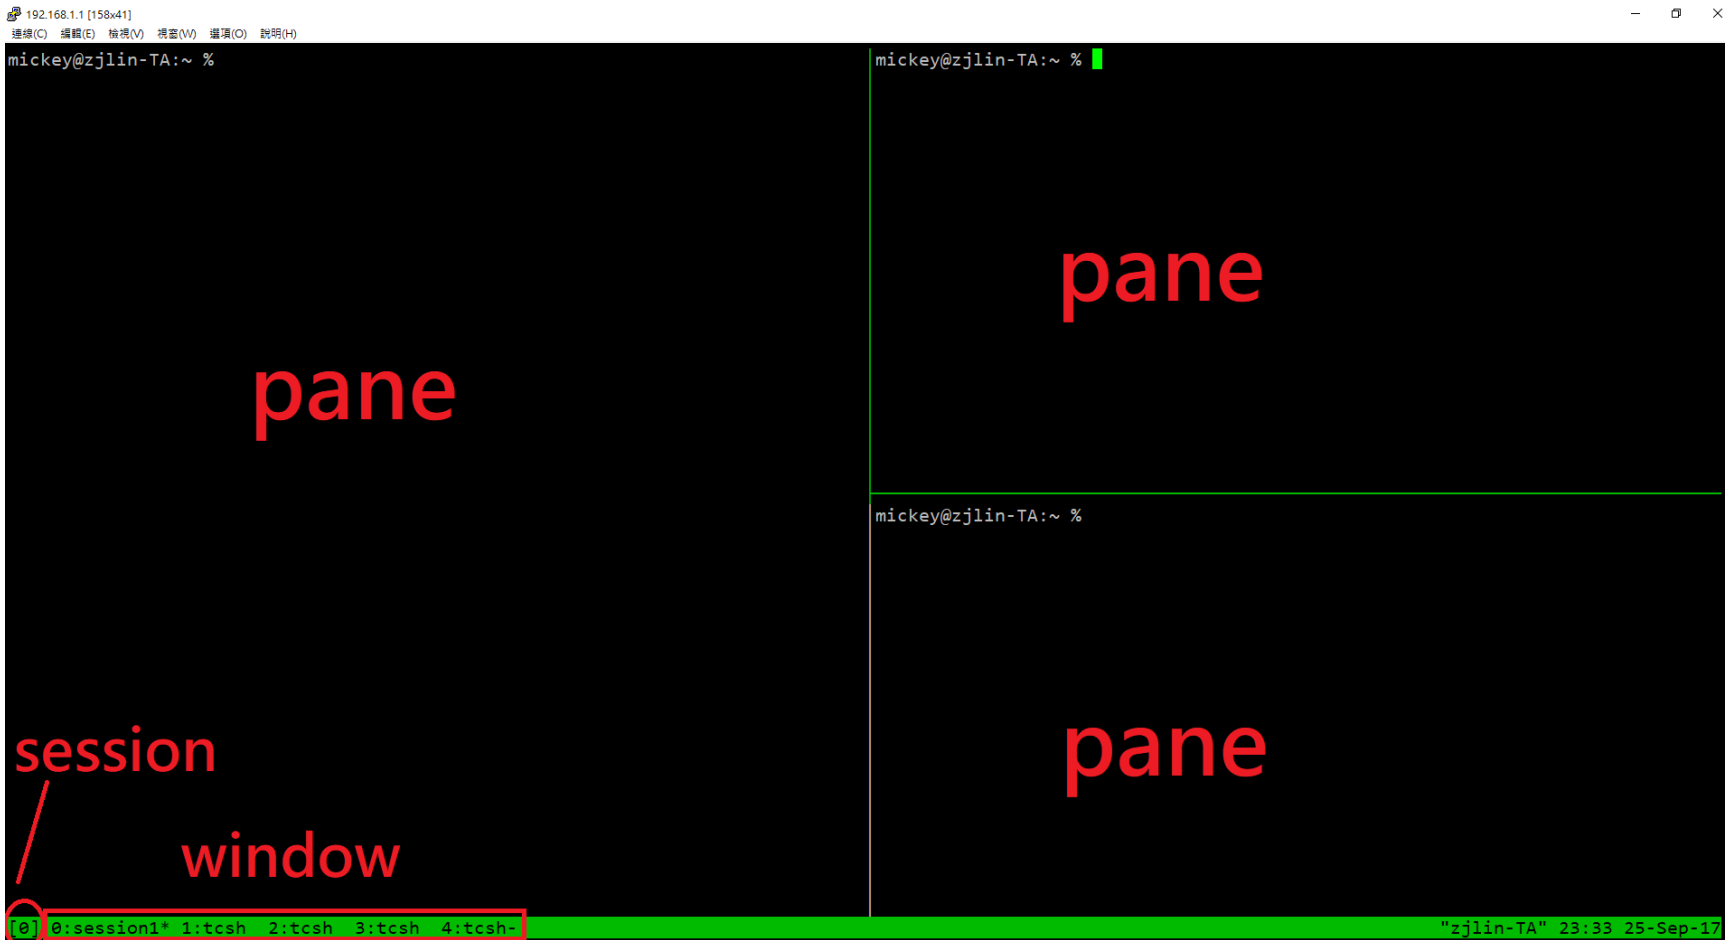 192.168.1.1 [158x41]
連線(C) 編輯(E) 檢視(V) 視窗(W) 選項(O) 說明(H)
mickey@zjlin-TA:~ %
mickey@zjlin-TA:~ %
pane
pane
mickey@zjlin-TA:~ %
pane
session
window
[0] 0:session1* 1:tcsh 2:tcsh 3:tcsh 4:tcsh- "zjlin-TA" 23:33 25-Sep-17